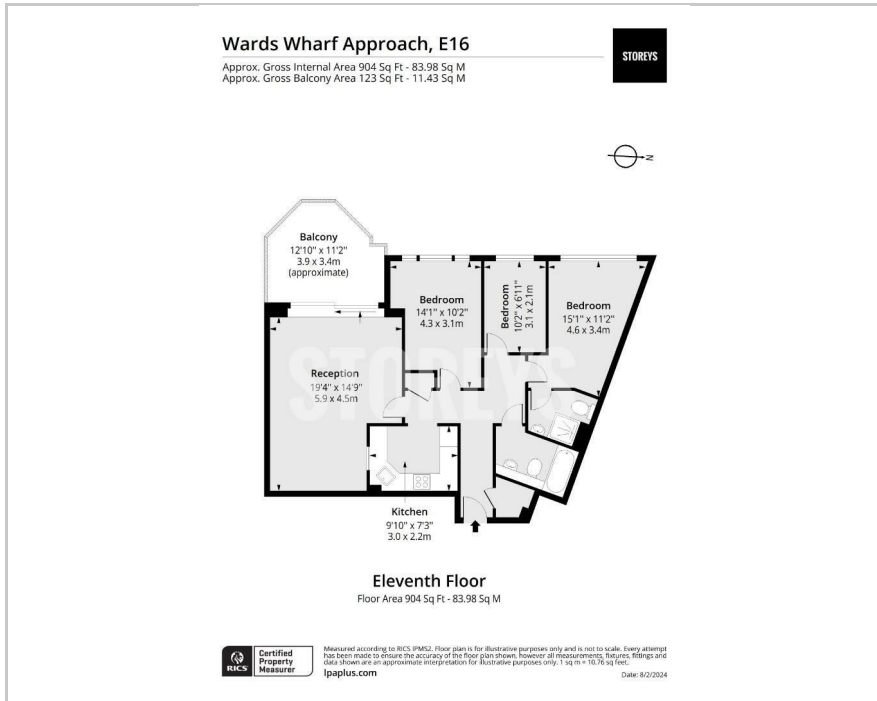 Wards Wharf Approach, E16
Approx. Gross Internal Area 904 Sq Ft - 83.98 Sq M
Approx. Gross Balcony Area 123 Sq Ft - 11.43 Sq M
STOREYS
N
Balcony
12'10" x 11'2"
3.9 x 3.4m
(approximate)
Bedroom
14'1" x 10'2"
4.3 x 3.1m
Bedroom
10'2" x 6'11"
3.1 x 2.1m
Bedroom
15'1" x 11'2"
4.6 x 3.4m
Reception
19'4" x 14'9"
5.9 x 4.5m
STOREYS
Kitchen
9'10" x 7'3"
3.0 x 2.2m
Eleventh Floor
Floor Area 904 Sq Ft - 83.98 Sq M
RICS
Certified
Property
Measurer
Measured according to RICS IPMS2. Floor plan is for illustrative purposes only and is not to scale. Every attempt
has been made to ensure the accuracy of the floor plan shown, however all measurements, fixtures, fittings and
data shown are an approximate interpretation for illustrative purposes only. 1 sq m = 10.76 sq feet.
lpaplus.com
Date: 8/2/2024